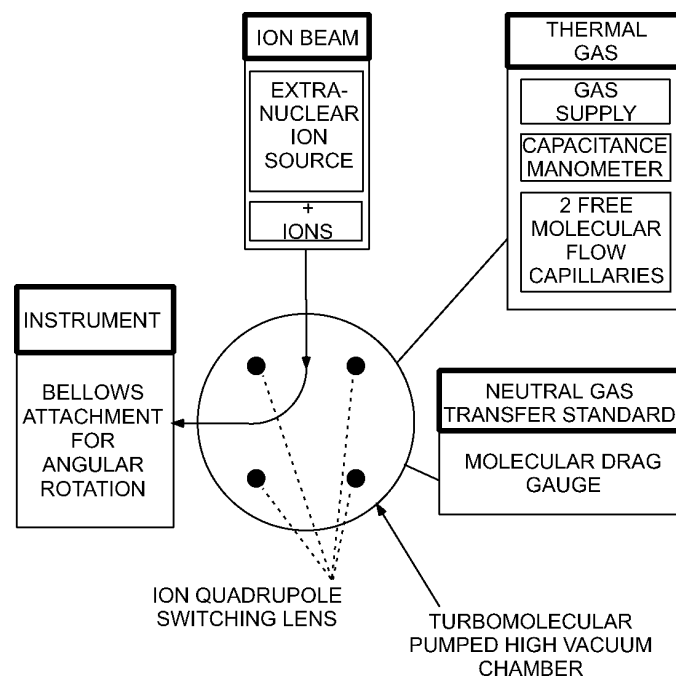 ION BEAM
EXTRA-
NUCLEAR
ION
SOURCE
+
IONS
THERMAL
GAS
GAS
SUPPLY
CAPACITANCE
MANOMETER
2 FREE
MOLECULAR
FLOW
CAPILLARIES
INSTRUMENT
BELLOWS
ATTACHMENT
FOR
ANGULAR
ROTATION
NEUTRAL GAS
TRANSFER STANDARD
MOLECULAR DRAG
GAUGE
ION QUADRUPOLE
SWITCHING LENS
TURBOMOLECULAR
PUMPED HIGH VACUUM
CHAMBER